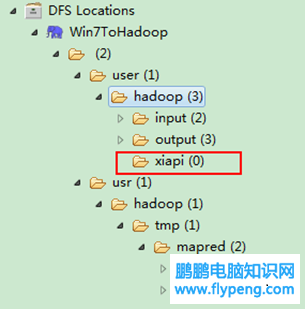 DFS Locations
Win7ToHadoop
(2)
user (1)
hadoop (3)
input (2)
output (3)
xiapi (0)
usr (1)
hadoop (1)
tmp (1)
mapred (2)
鹏鹏电脑知识网
www.flypeng.com